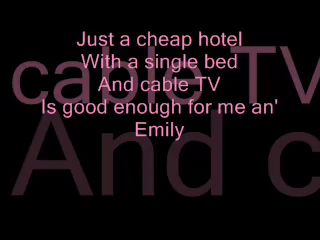 Just a cheap hotel
With a single bed
And cable TV
Is good enough for me an'
Emily
cable TV
And c